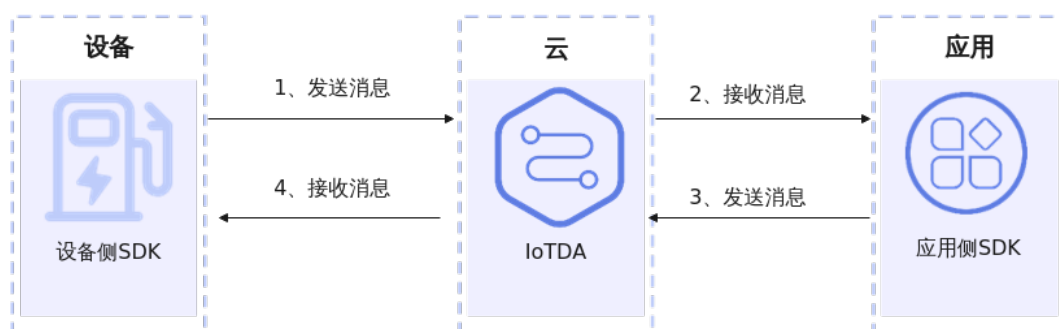 设备
云
应用
1、发送消息
2、接收消息
4、接收消息
3、发送消息
设备侧SDK
IoTDA
应用侧SDK